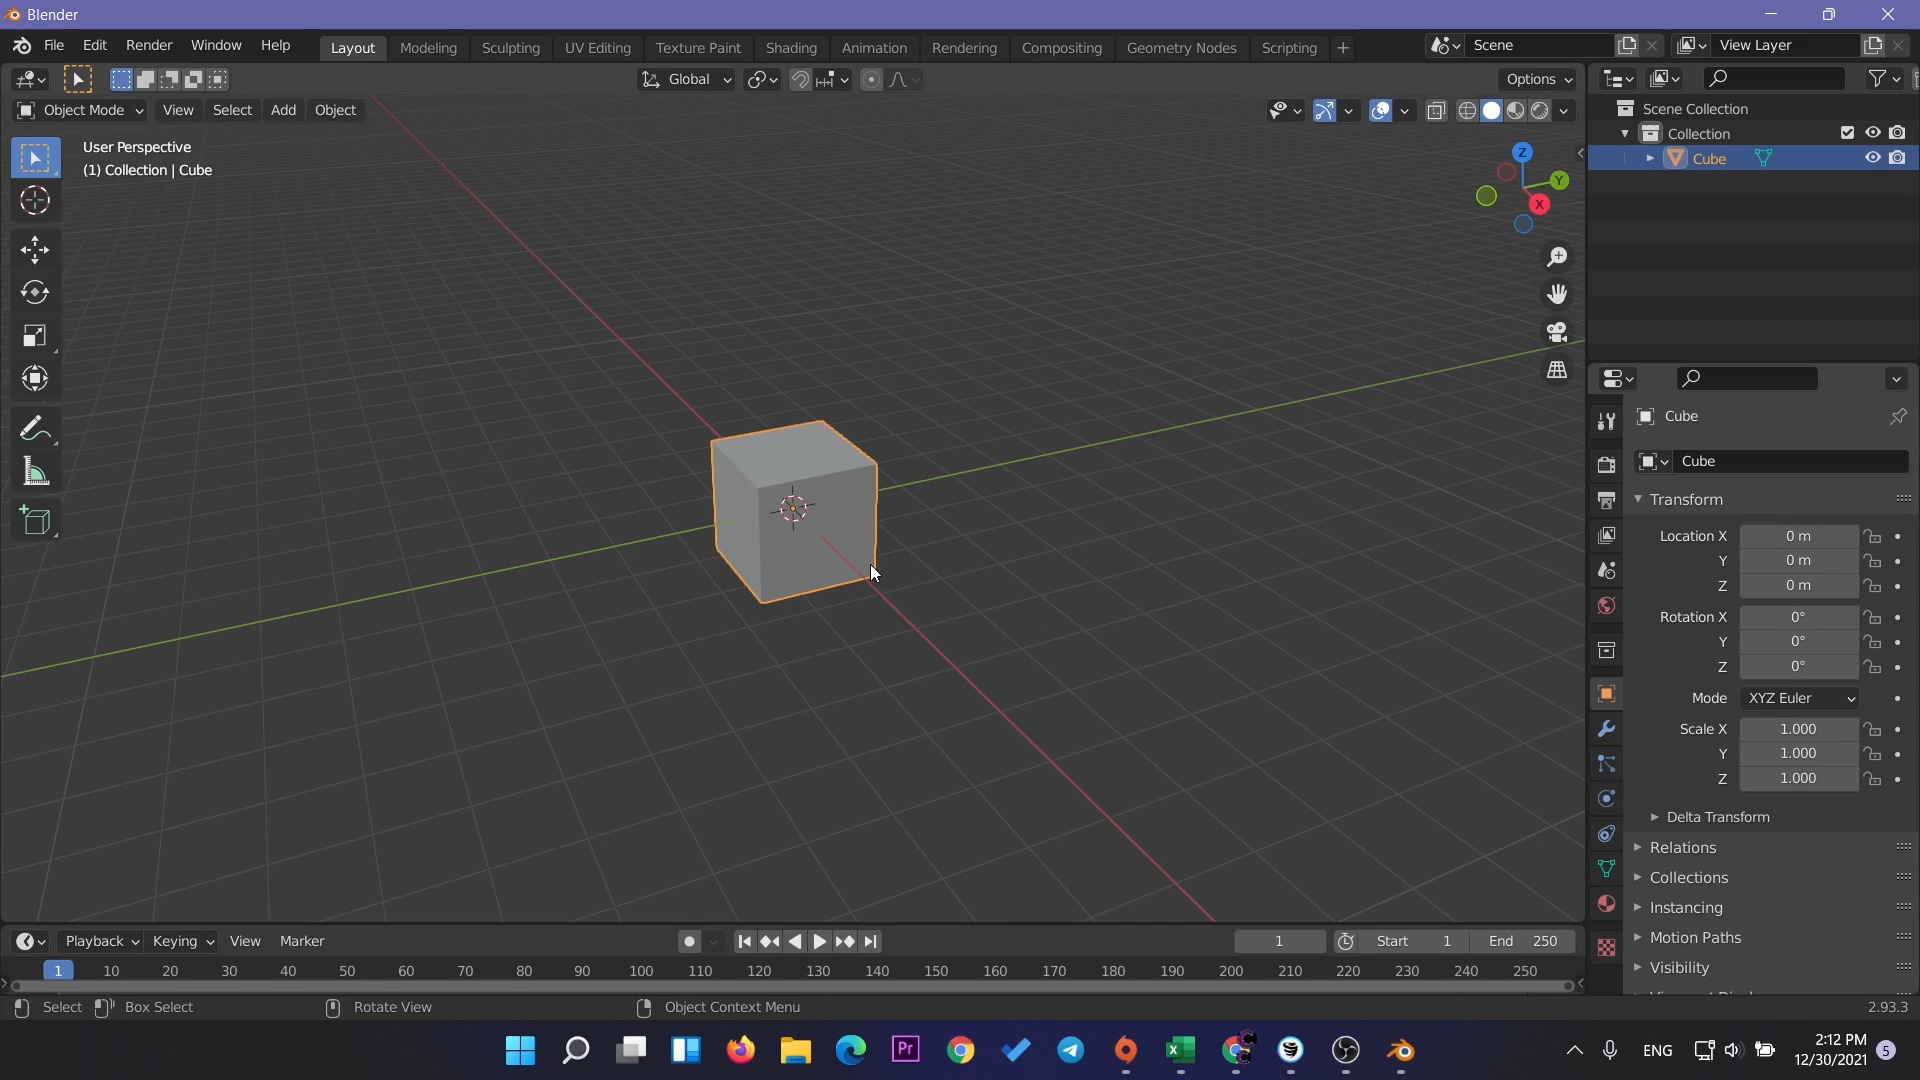 Blender
File Edit Render Window Help Layout Modeling Sculpting UV Editing Texture Paint Shading Animation Rendering Compositing Geometry Nodes Scripting + Scene View Layer
Global Options
Object Mode View Select Add Object
User Perspective
(1) Collection | Cube
Z
Y
X
Scene Collection
Collection
Cube
Cube
Cube
Transform
Location X 0 m
Y 0 m
Z 0 m
Rotation X 0°
Y 0°
Z 0°
Mode XYZ Euler
Scale X 1.000
Y 1.000
Z 1.000
Delta Transform
Relations
Collections
Instancing
Motion Paths
Visibility
Playback Keying View Marker 1 Start 1 End 250
1 10 20 30 40 50 60 70 80 90 100 110 120 130 140 150 160 170 180 190 200 210 220 230 240 250
Select Box Select Rotate View Object Context Menu 2.93.3
Pr ENG 2:12 PM
12/30/2021 5